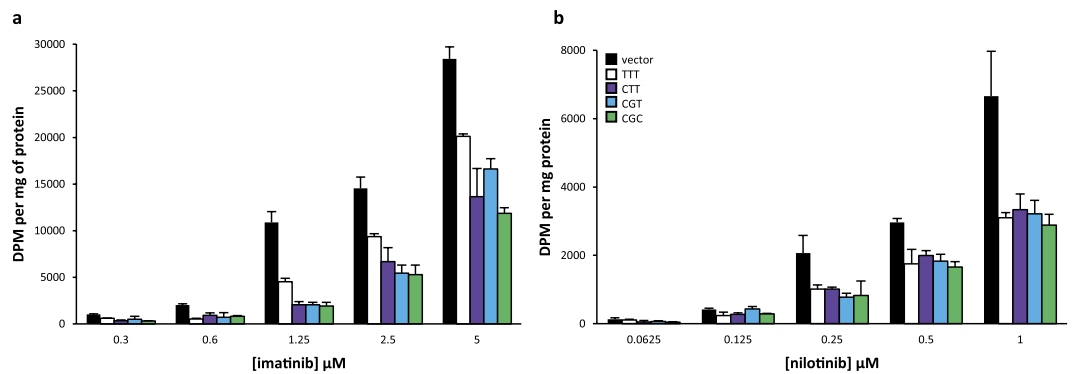 a
DPM per mg of protein
30000
25000
20000
15000
10000
5000
0
0.3 0.6 1.25 2.5 5
[imatinib] µM
b
DPM per mg protein
8000
6000
4000
2000
0
vector
TTT
CTT
CGT
CGC
0.0625 0.125 0.25 0.5 1
[nilotinib] µM